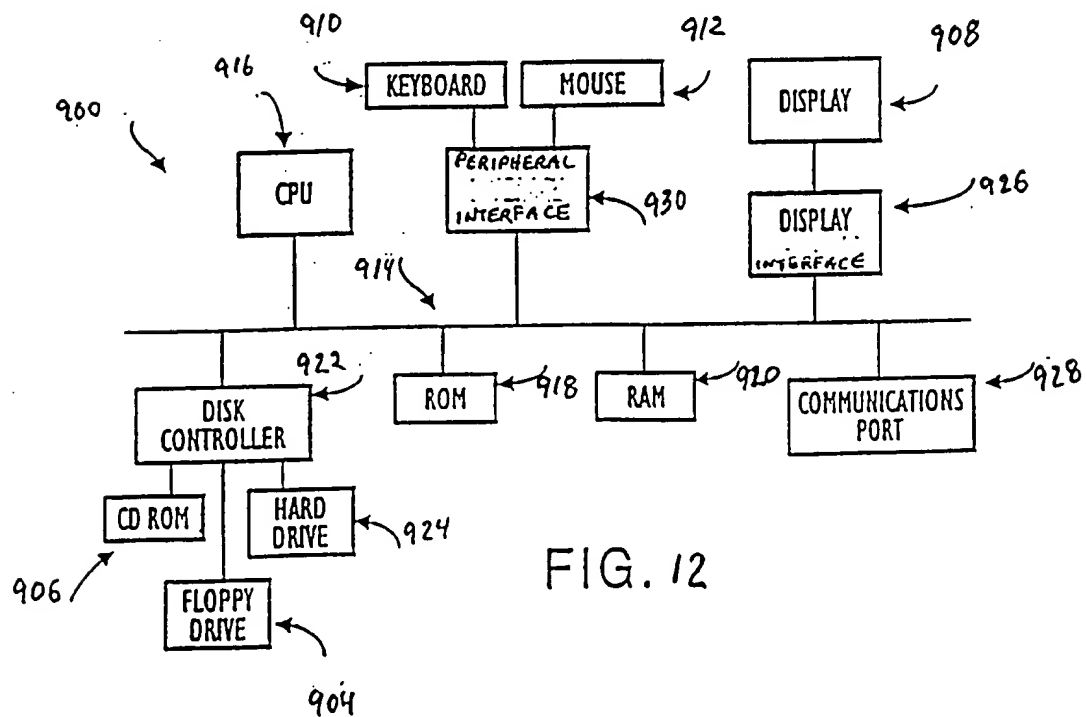 910
912
908
916
KEYBOARD
MOUSE
900
DISPLAY
CPU
PERIPHERAL
INTERFACE
930
926
DISPLAY
INTERFACE
914
922
918
920
928
ROM
RAM
COMMUNICATIONS
PORT
DISK
CONTROLLER
CD ROM
HARD
DRIVE
924
906
FIG. 12
FLOPPY
DRIVE
904